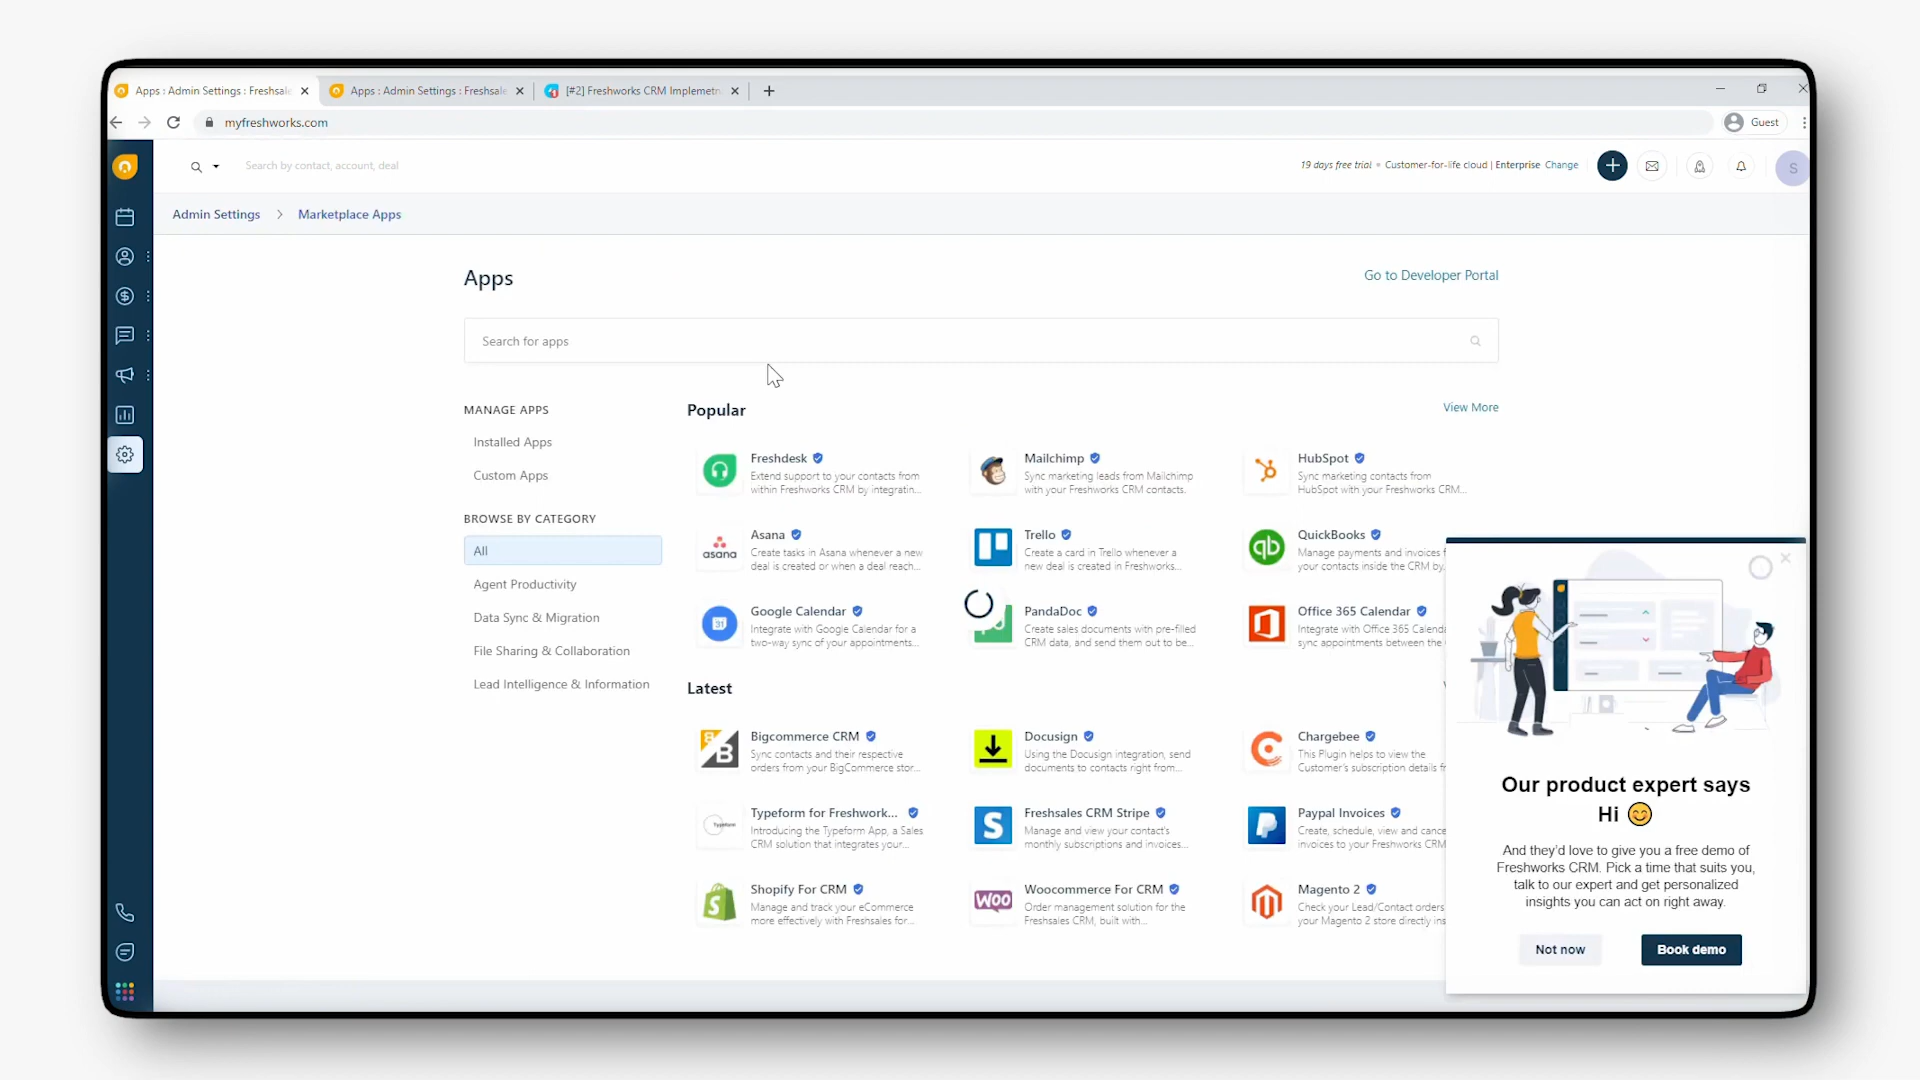 Apps : Admin Settings : Freshsale
Apps : Admin Settings : Freshsale
[#2] Freshworks CRM Implemetn
myfreshworks.com
Guest
Search by contact, account, deal
19 days free trial • Customer-for-life cloud | Enterprise Change
S
Admin Settings > Marketplace Apps
Apps
Go to Developer Portal
Search for apps
MANAGE APPS
Installed Apps
Custom Apps
BROWSE BY CATEGORY
All
Agent Productivity
Data Sync & Migration
File Sharing & Collaboration
Lead Intelligence & Information
Popular
View More
Freshdesk
Extend support to your contacts from
within Freshworks CRM by integratin...
Mailchimp
Sync marketing leads from Mailchimp
with your Freshworks CRM contacts.
HubSpot
Sync marketing contacts from
HubSpot with your Freshworks CRM...
asana
Asana
Create tasks in Asana whenever a new
deal is created or when a deal reach...
Trello
Create a card in Trello whenever a
new deal is created in Freshworks...
qb
QuickBooks
Manage payments and invoices f
your contacts inside the CRM by
31
Google Calendar
Integrate with Google Calendar for a
two-way sync of your appointments...
PandaDoc
Create sales documents with pre-filled
CRM data, and send them out to be...
Office 365 Calendar
Integrate with Office 365 Calenda
sync appointments between the
Latest
B
Bigcommerce CRM
Sync contacts and their respective
orders from your BigCommerce stor...
Docusign
Using the Docusign integration, send
documents to contacts right from...
Chargebee
This Plugin helps to view the
Customer's subscription details fr
Typeform
Typeform for Freshwork...
Introducing the Typeform App, a Sales
CRM solution that integrates your...
S
Freshsales CRM Stripe
Manage and view your contact's
monthly subscriptions and invoices...
Paypal Invoices
Create, schedule, view and cance
invoices to your Freshworks CRM
Shopify For CRM
Manage and track your eCommerce
more effectively with Freshsales for...
WOO
Woocommerce For CRM
Order management solution for the
Freshsales CRM, built with...
Magento 2
Check your Lead/Contact orders
your Magento 2 store directly ins
Our product expert says
Hi 😊
And they'd love to give you a free demo of
Freshworks CRM. Pick a time that suits you,
talk to our expert and get personalized
insights you can act on right away.
Not now
Book demo